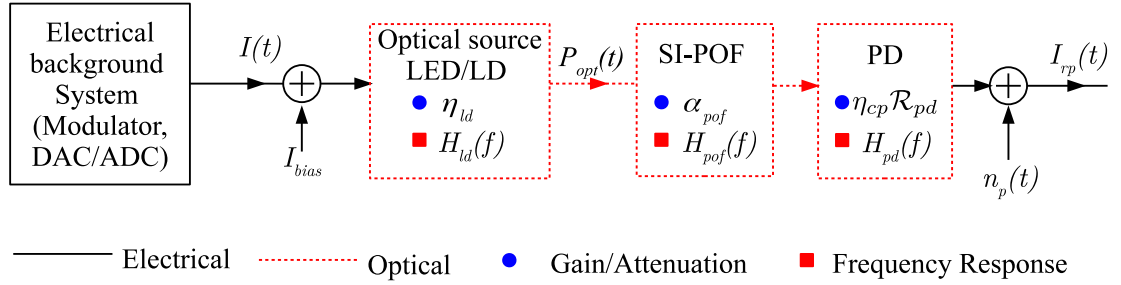 Electrical
background
System
(Modulator,
DAC/ADC)
I(t)
I_bias
Optical source
LED/LD
η_ld
H_ld(f)
P_opt(t)
SI-POF
α_pof
H_pof(f)
PD
η_cp R_pd
H_pd(f)
I_rp(t)
n_p(t)
Electrical
Optical
Gain/Attenuation
Frequency Response